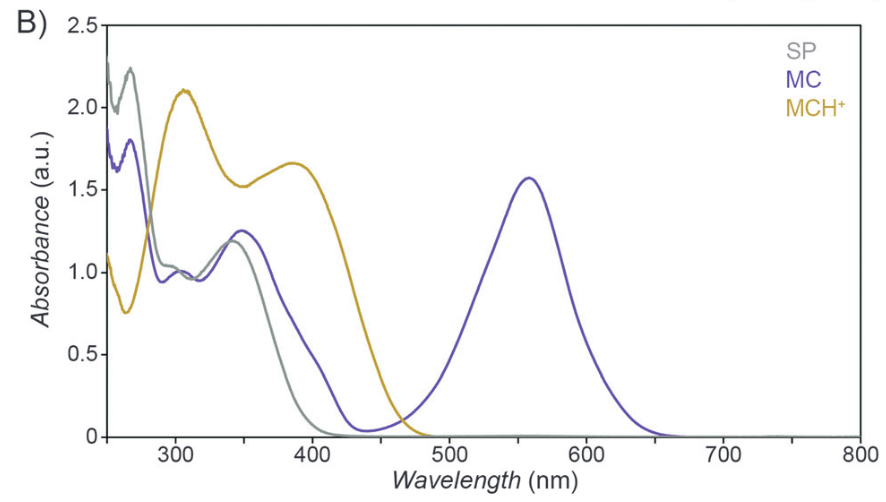 B)
2.5
2.0
1.5
1.0
0.5
0
Absorbance (a.u.)
SP
MC
MCH⁺
300 400 500 600 700 800
Wavelength (nm)